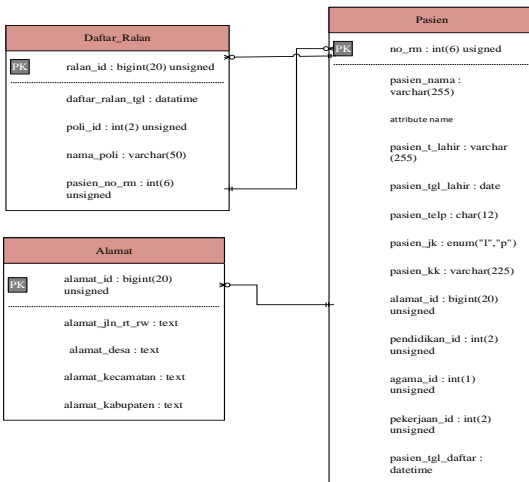 Daftar_Ralan
PK
ralan_id : bigint(20) unsigned
daftar_ralan_tgl : datatime
poli_id : int(2) unsigned
nama_poli : varchar(50)
pasien_no_rm : int(6)
unsigned
Alamat
PK
alamat_id : bigint(20)
unsigned
alamat_jln_rt_rw : text
alamat_desa : text
alamat_kecamatan : text
alamat_kabupaten : text
Pasien
PK
no_rm : int(6) usigned
pasien_nama :
varchar(255)
attribute name
pasien_t_lahir : varchar
(255)
pasien_tgl_lahir : date
pasien_telp : char(12)
pasien_jk : enum("l","p")
pasien_kk : varchar(225)
alamat_id : bigint(20)
unsigned
pendidikan_id : int(2)
unsigned
agama_id : int(1)
unsigned
pekerjaan_id : int(2)
unsigned
pasien_tgl_daftar :
datetime